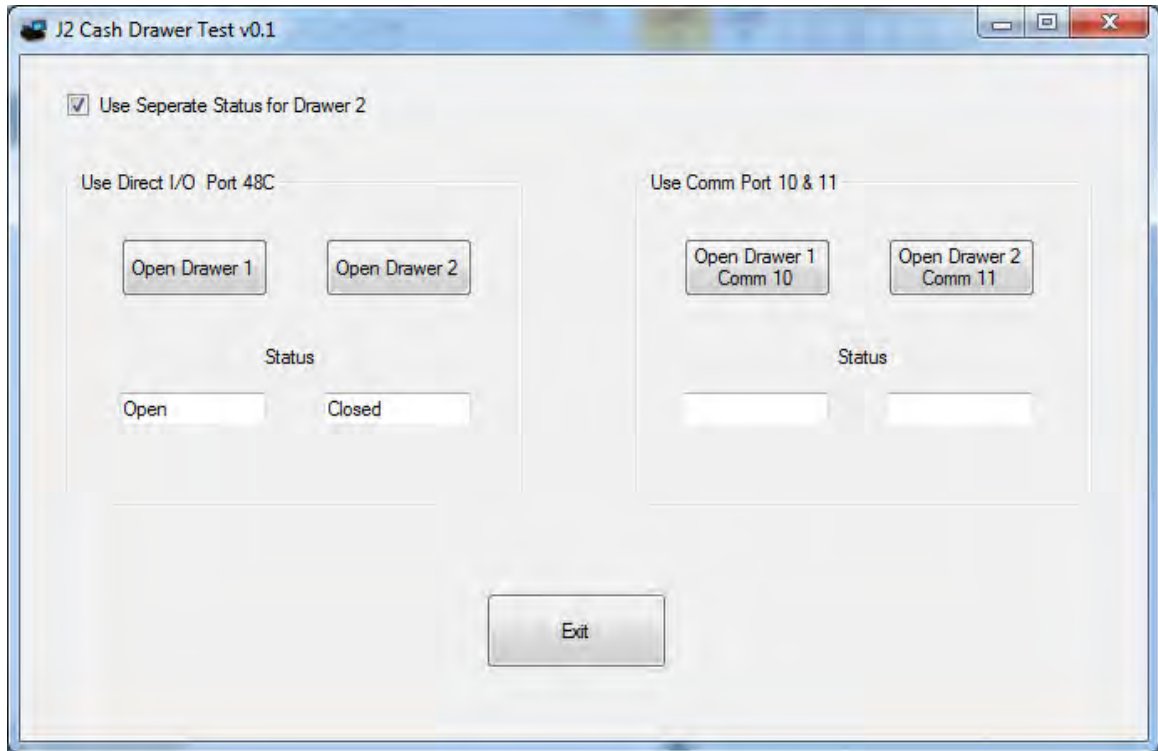 J2 Cash Drawer Test v0.1
Use Seperate Status for Drawer 2
Use Direct I/O Port 48C
Open Drawer 1
Open Drawer 2
Status
Open
Closed
Use Comm Port 10 & 11
Open Drawer 1
Comm 10
Open Drawer 2
Comm 11
Status
Exit